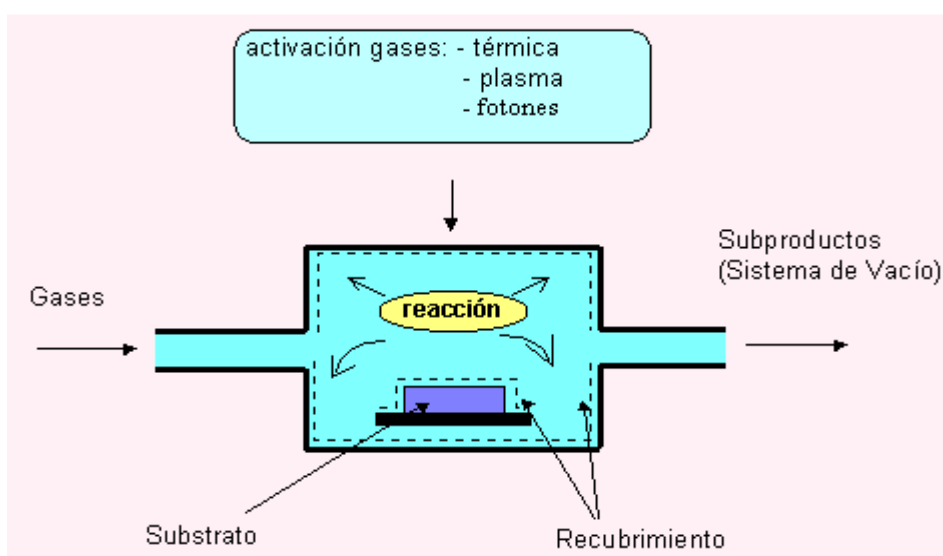 activación gases: - térmica
- plasma
- fotones
Subproductos
(Sistema de Vacío)
Gases
reacción
Substrato
Recubrimiento